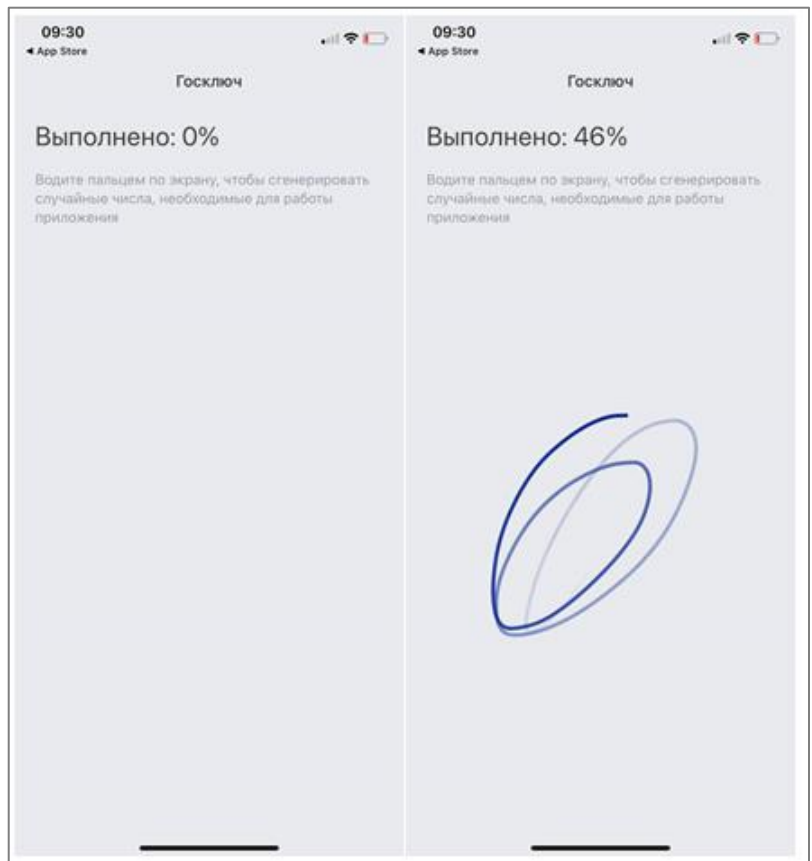 09:30
◀ App Store
Госключ
Выполнено: 0%
Водите пальцем по экрану, чтобы сгенерировать
случайные числа, необходимые для работы
приложения
09:30
◀ App Store
Госключ
Выполнено: 46%
Водите пальцем по экрану, чтобы сгенерировать
случайные числа, необходимые для работы
приложения